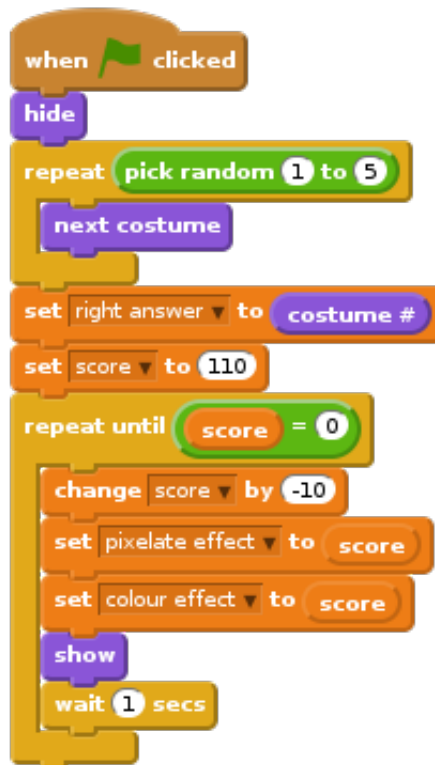 when clicked
hide
repeat pick random 1 to 5
next costume
set right answer to costume #
set score to 110
repeat until score = 0
change score by -10
set pixelate effect to score
set colour effect to score
show
wait 1 secs